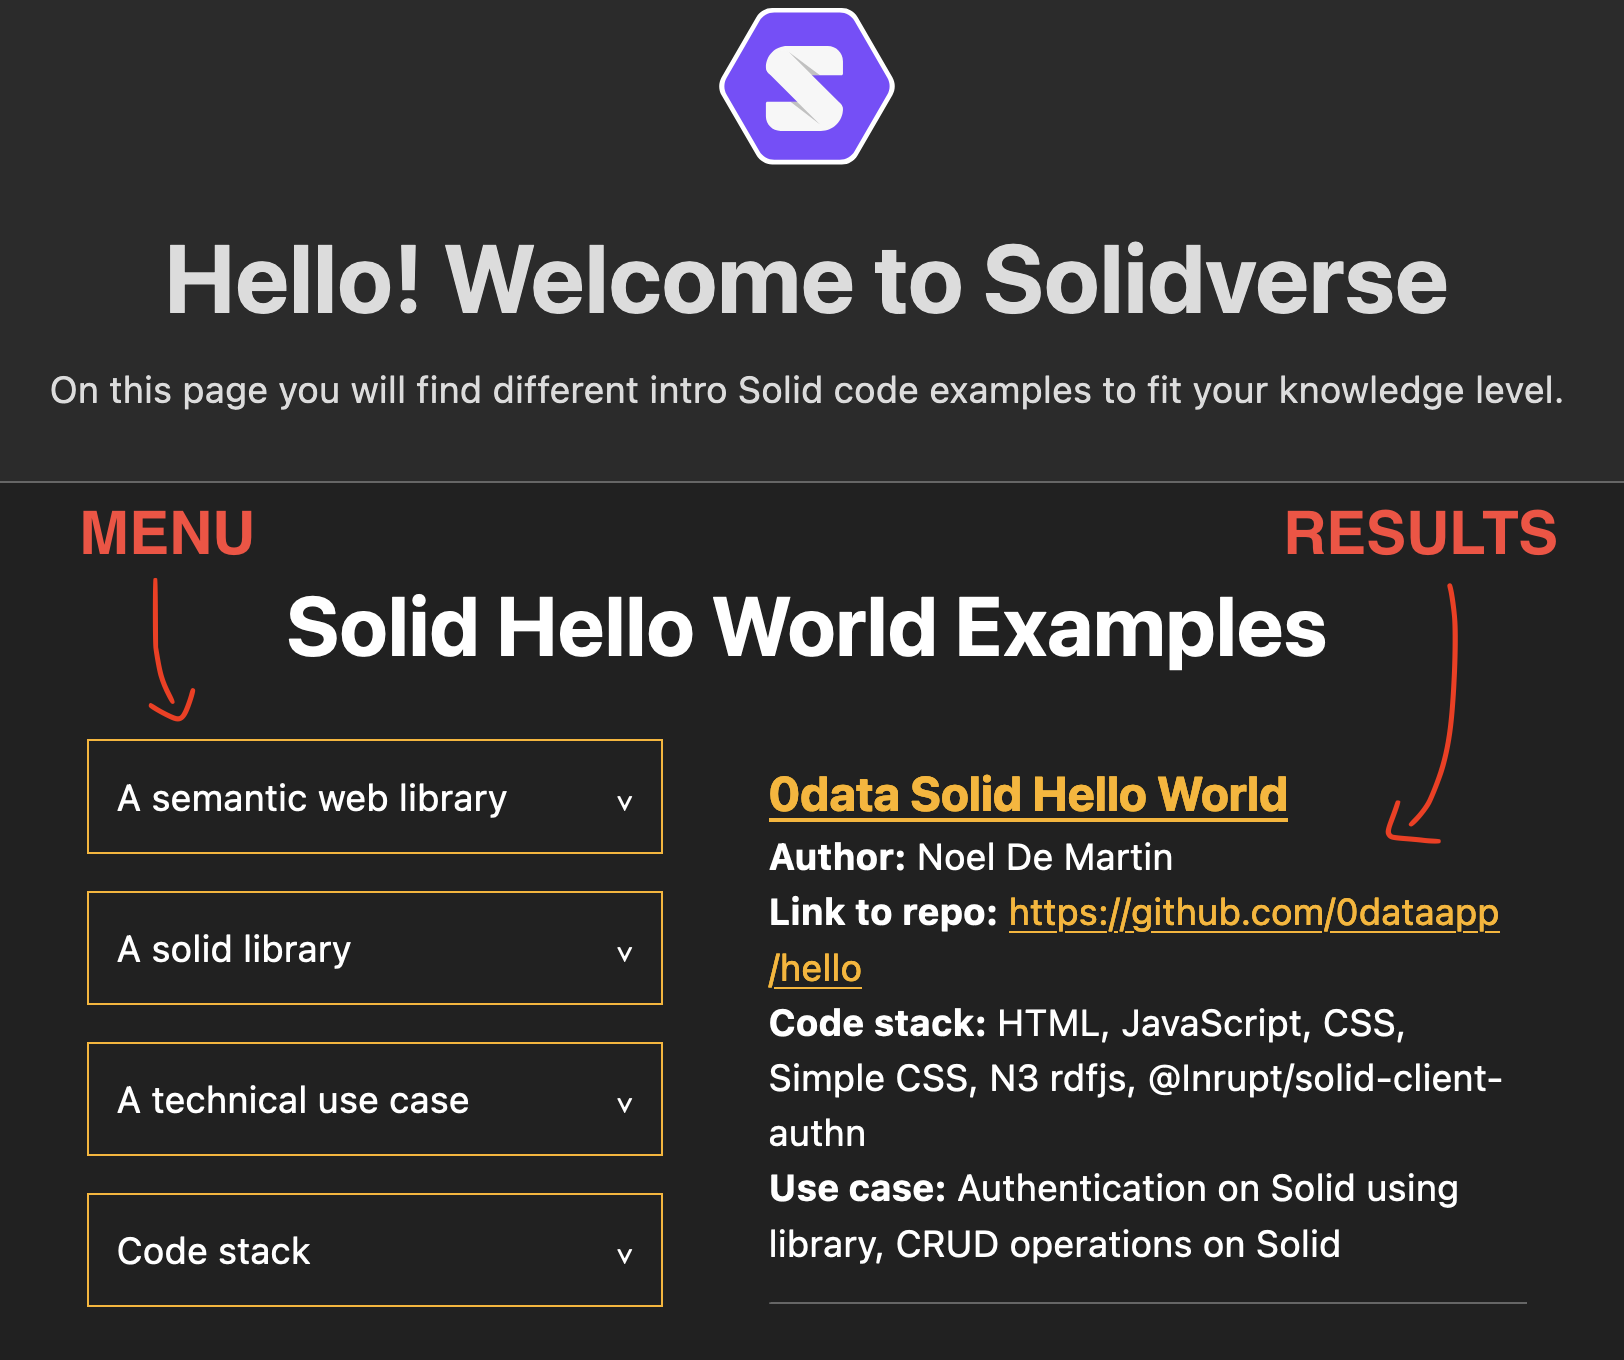 Hello! Welcome to Solidverse
On this page you will find different intro Solid code examples to fit your knowledge level.
MENU
RESULTS
Solid Hello World Examples
A semantic web library
A solid library
A technical use case
Code stack
0data Solid Hello World
Author: Noel De Martin
Link to repo: https://github.com/0dataapp
/hello
Code stack: HTML, JavaScript, CSS,
Simple CSS, N3 rdfjs, @Inrupt/solid-client-
authn
Use case: Authentication on Solid using
library, CRUD operations on Solid